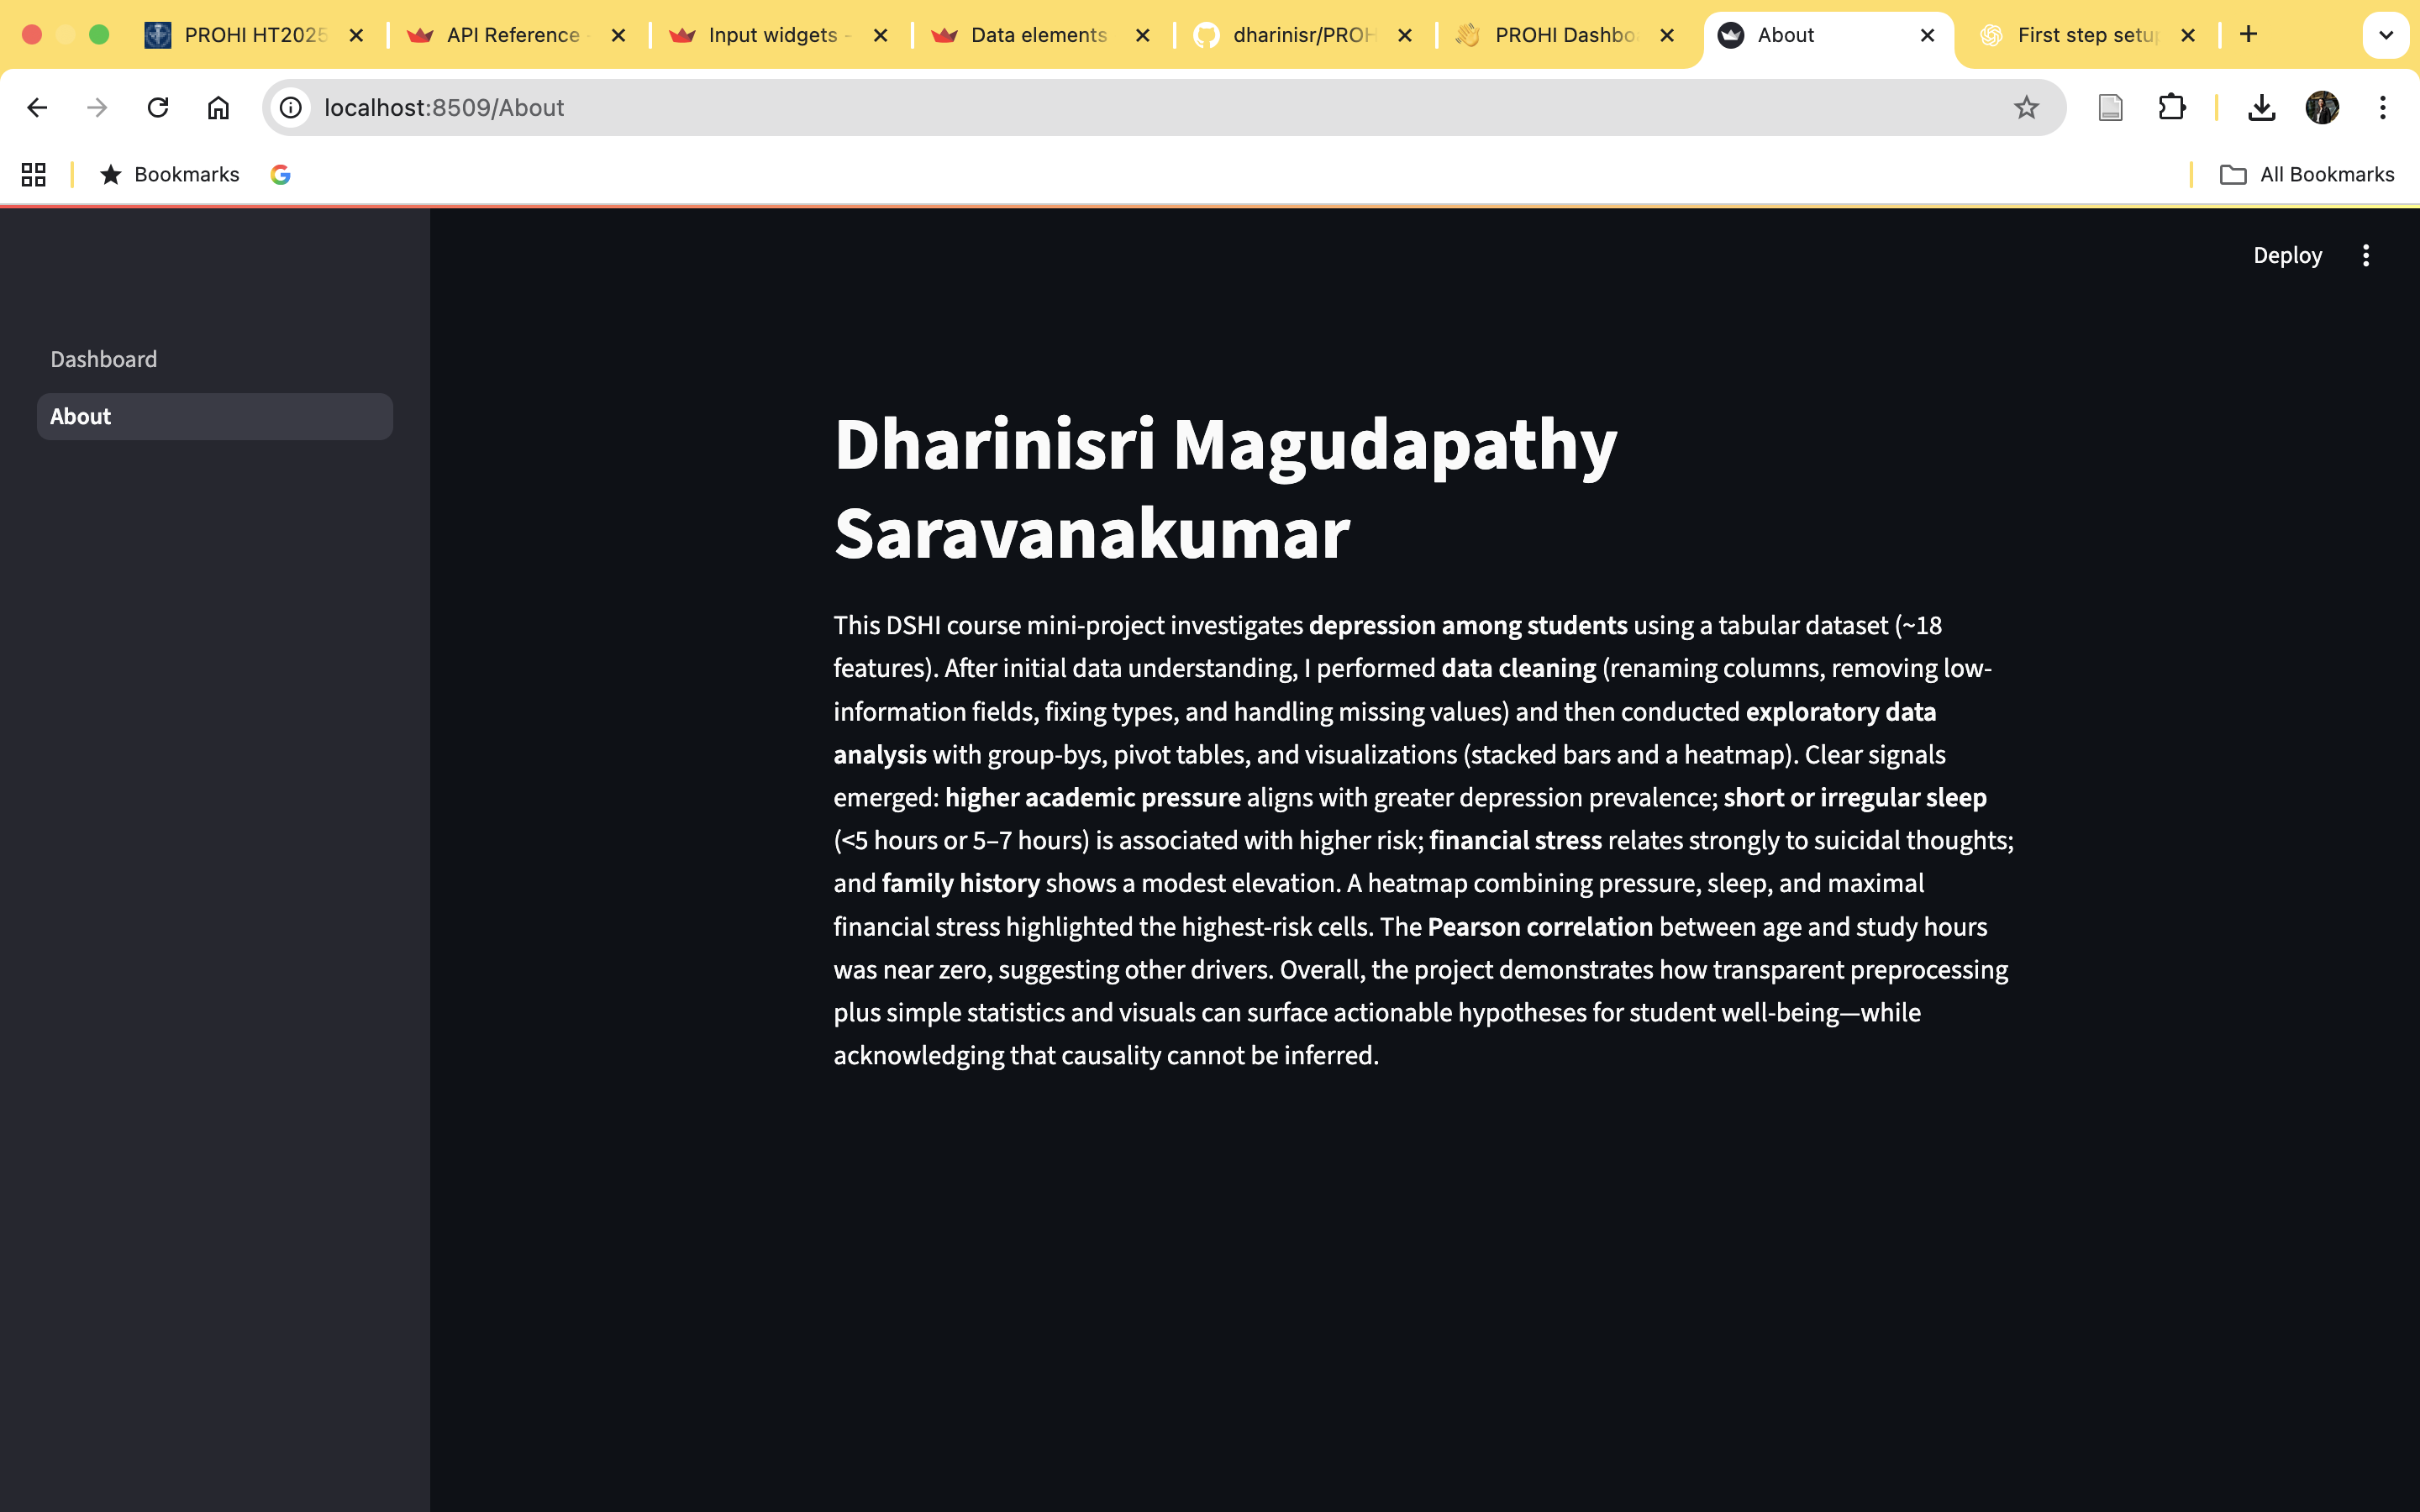 PROHI HT2025
API Reference
Input widgets -
Data elements
dharinisr/PROH
PROHI Dashbo
About
First step setu
localhost:8509/About
Bookmarks
All Bookmarks
Deploy
Dashboard
About
Dharinisri Magudapathy
Saravanakumar
This DSHI course mini-project investigates depression among students using a tabular dataset (~18
features). After initial data understanding, I performed data cleaning (renaming columns, removing low-
information fields, fixing types, and handling missing values) and then conducted exploratory data
analysis with group-bys, pivot tables, and visualizations (stacked bars and a heatmap). Clear signals
emerged: higher academic pressure aligns with greater depression prevalence; short or irregular sleep
(<5 hours or 5–7 hours) is associated with higher risk; financial stress relates strongly to suicidal thoughts;
and family history shows a modest elevation. A heatmap combining pressure, sleep, and maximal
financial stress highlighted the highest-risk cells. The Pearson correlation between age and study hours
was near zero, suggesting other drivers. Overall, the project demonstrates how transparent preprocessing
plus simple statistics and visuals can surface actionable hypotheses for student well-being—while
acknowledging that causality cannot be inferred.